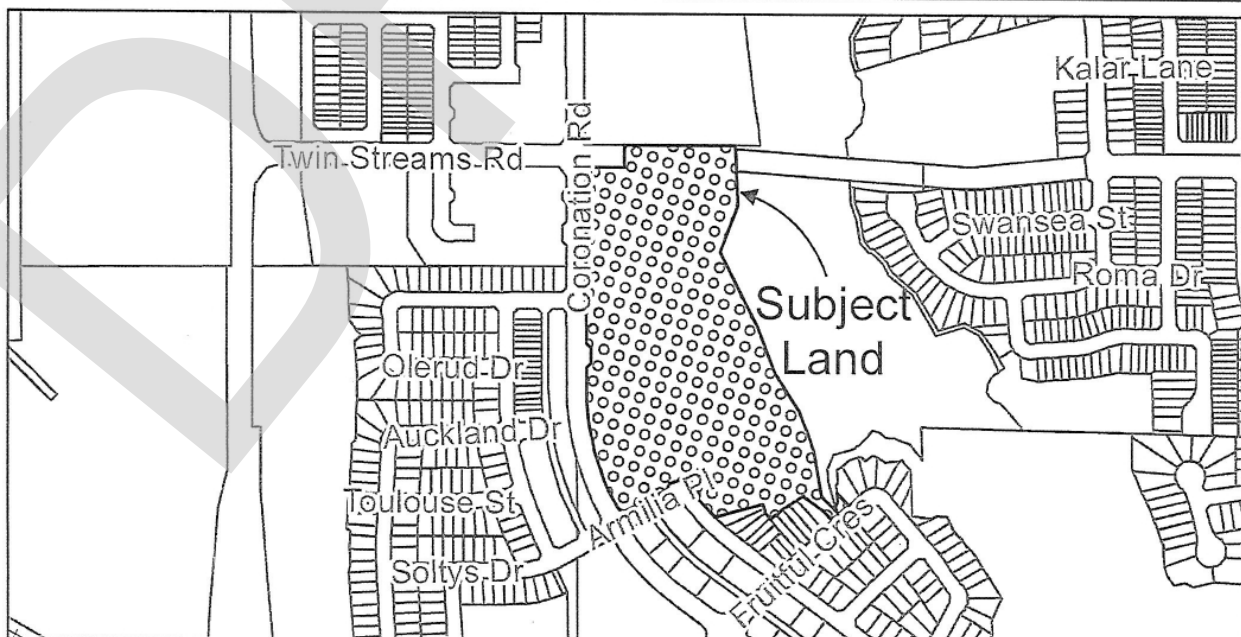 Kalar Lane
Twin Streams Rd
Coronation Rd
Swansea St
Roma Dr
Subject
Land
Olerud Dr
Auckland Dr
Toulouse St
Armilia Pl
Soltys Dr
Fruitful Cres